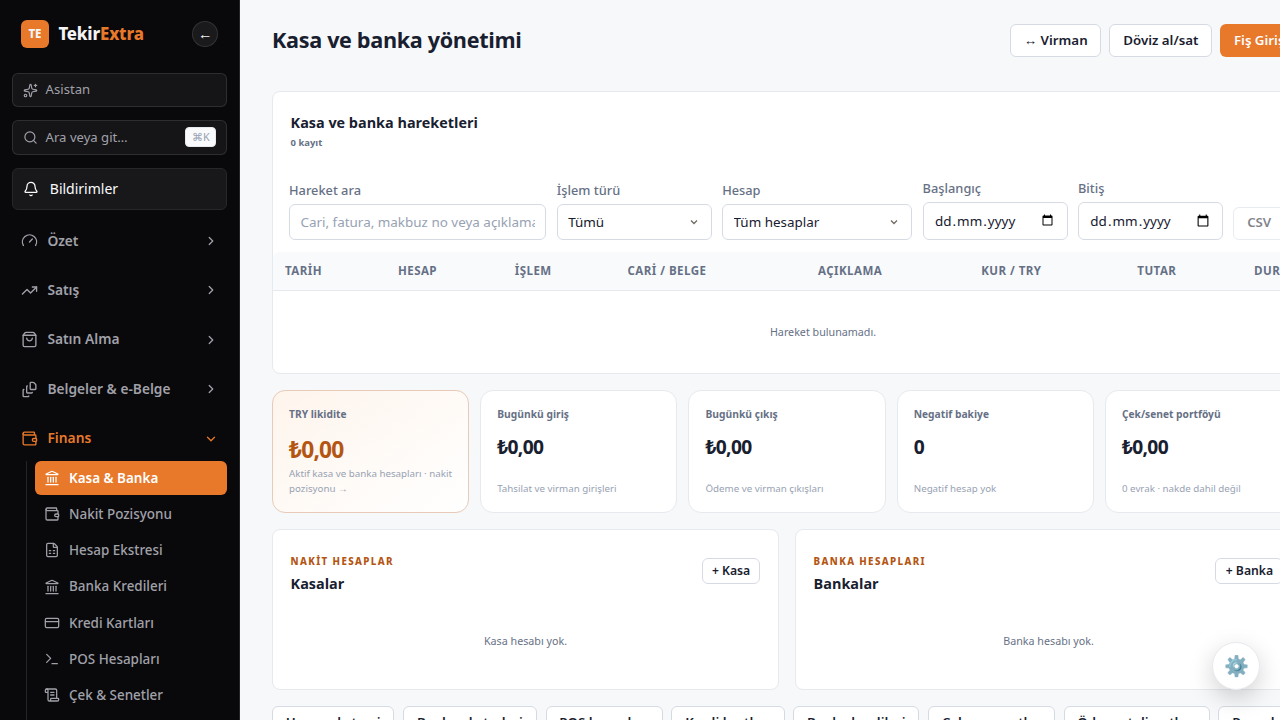 TE TekirExtra ←
Asistan
Ara veya git... ⌘K
Bildirimler
Özet
Satış
Satın Alma
Belgeler & e-Belge
Finans
Kasa & Banka
Nakit Pozisyonu
Hesap Ekstresi
Banka Kredileri
Kredi Kartları
POS Hesapları
Çek & Senetler
Kasa ve banka yönetimi
↔ Virman Döviz al/sat
Kasa ve banka hareketleri
0 kayıt
Hareket ara İşlem türü Hesap Başlangıç Bitiş
Cari, fatura, makbuz no veya açıklama Tümü Tüm hesaplar dd.mm.yyyy dd.mm.yyyy CSV
TARİH HESAP İŞLEM CARİ / BELGE AÇIKLAMA KUR / TRY TUTAR
Hareket bulunamadı.
TRY likidite Bugünkü giriş Bugünkü çıkış Negatif bakiye Çek/senet portföyü
₺0,00 ₺0,00 ₺0,00 0 ₺0,00
Aktif kasa ve banka hesapları · nakit
pozisyonu →
Tahsilat ve virman girişleri Ödeme ve virman çıkışları Negatif hesap yok 0 evrak · nakde dahil değil
NAKİT HESAPLAR
Kasalar
+ Kasa
Kasa hesabı yok.
BANKA HESAPLARI
Bankalar
+ Banka
Banka hesabı yok.